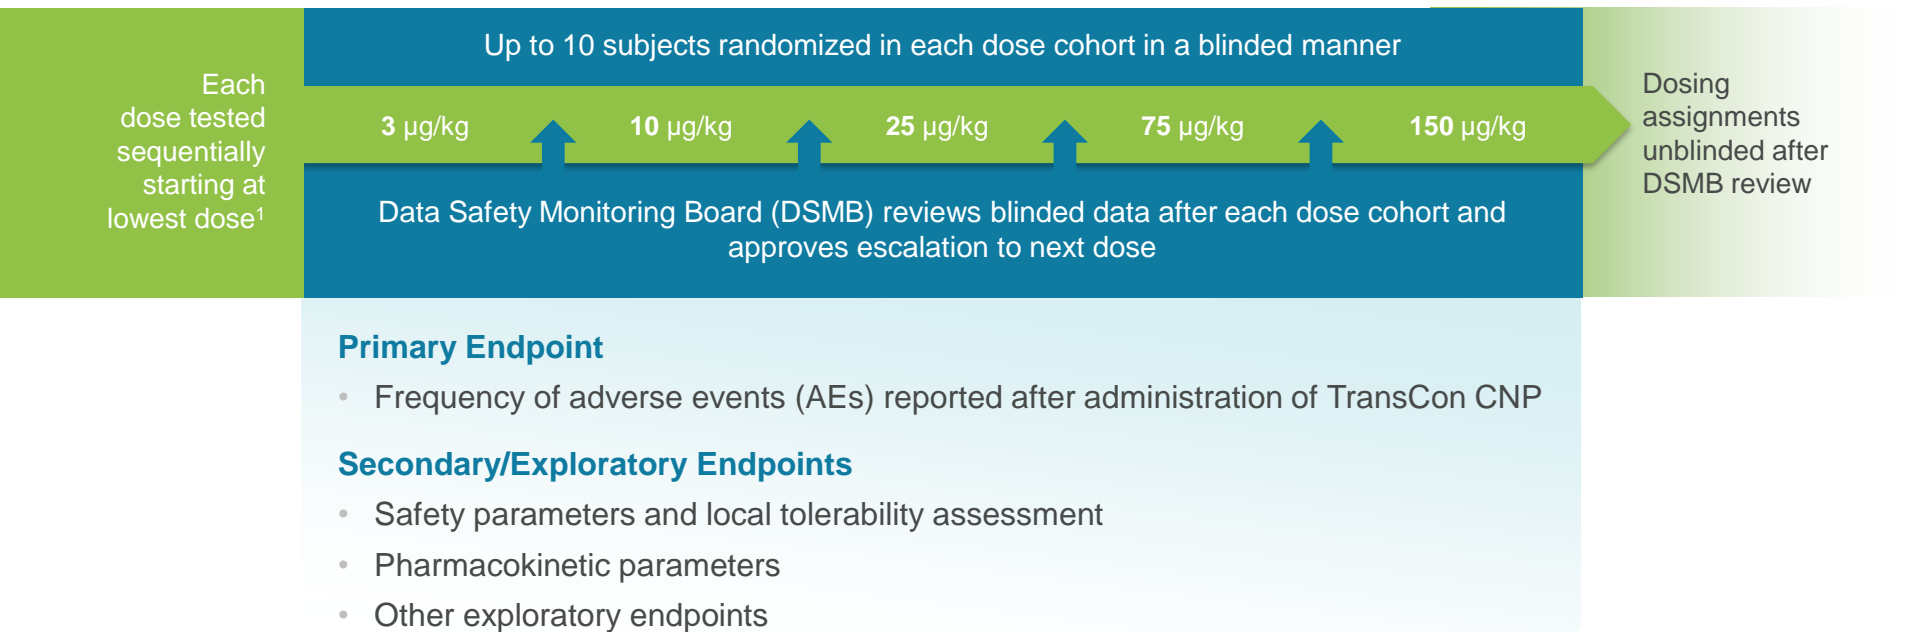 Up to 10 subjects randomized in each dose cohort in a blinded manner
Each
dose tested
sequentially
starting at
lowest dose¹
3 µg/kg
10 µg/kg
25 µg/kg
75 µg/kg
150 µg/kg
Data Safety Monitoring Board (DSMB) reviews blinded data after each dose cohort and
approves escalation to next dose
Dosing
assignments
unblinded after
DSMB review
Primary Endpoint
• Frequency of adverse events (AEs) reported after administration of TransCon CNP
Secondary/Exploratory Endpoints
• Safety parameters and local tolerability assessment
• Pharmacokinetic parameters
• Other exploratory endpoints